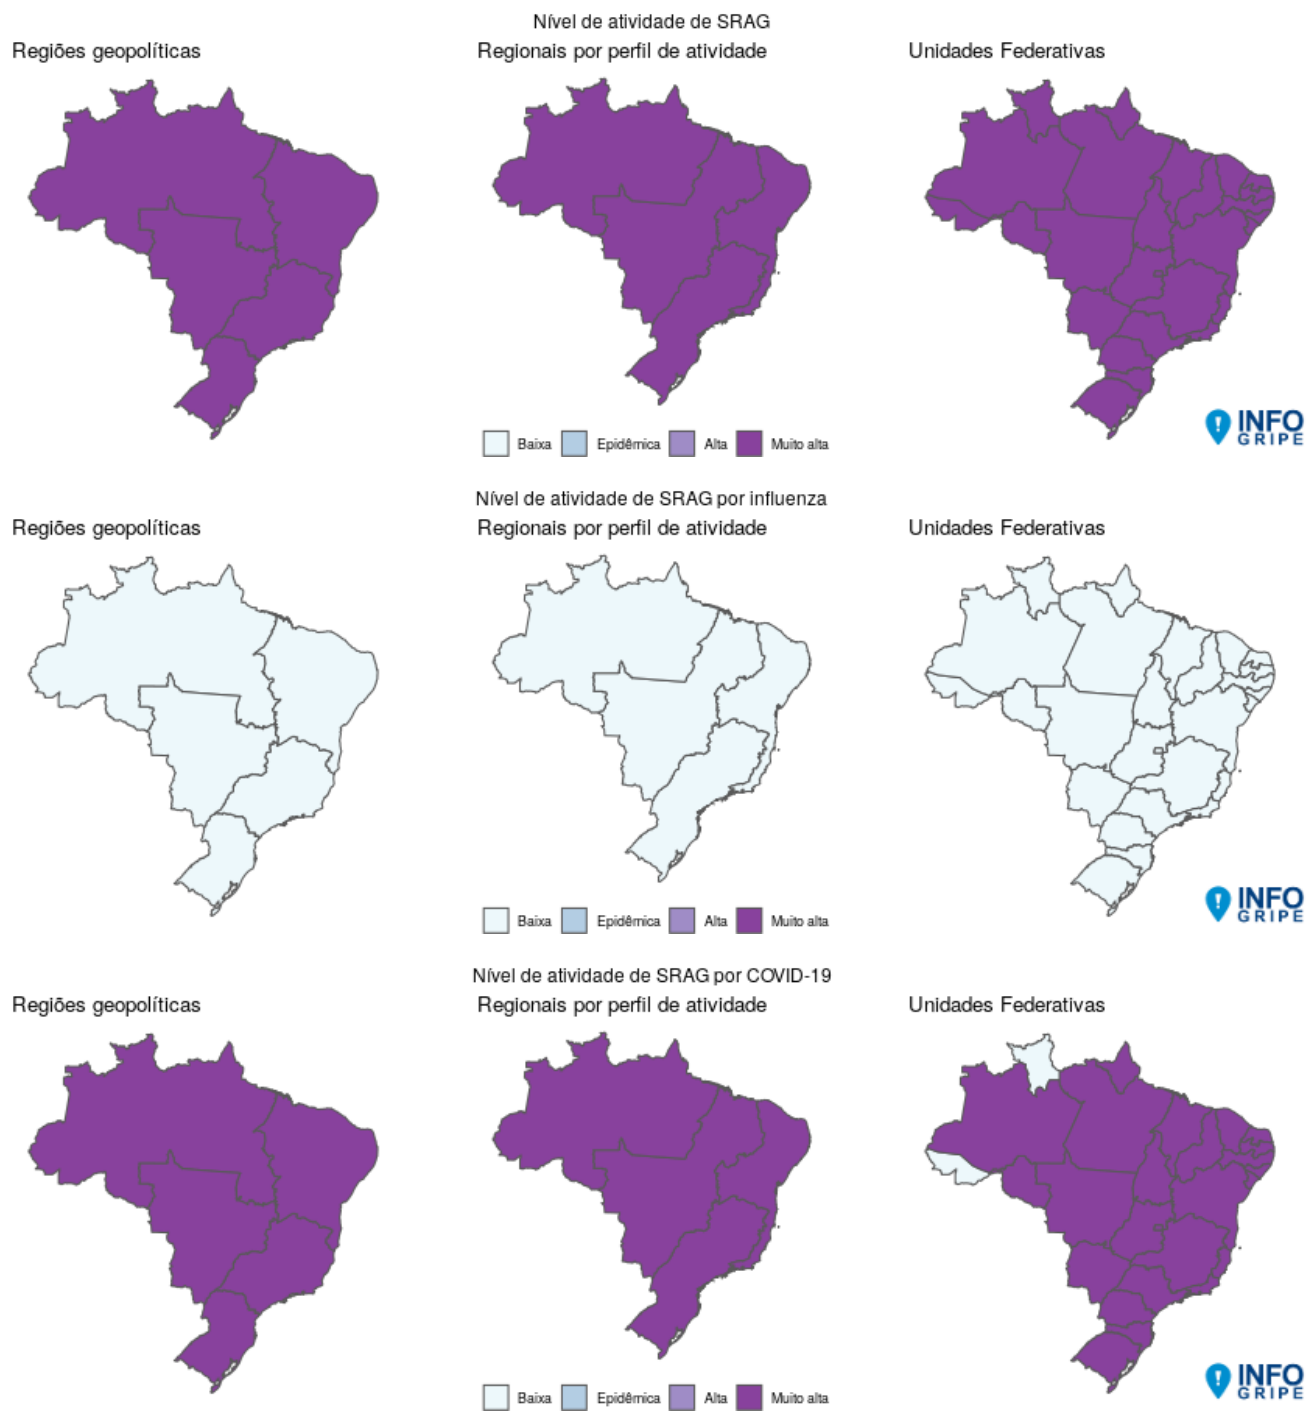 Nível de atividade de SRAG
Regiões geopolíticas
Regionais por perfil de atividade
Unidades Federativas
Baixa
Epidêmica
Alta
Muito alta
INFO
GRIPE
Nível de atividade de SRAG por influenza
Regiões geopolíticas
Regionais por perfil de atividade
Unidades Federativas
Baixa
Epidêmica
Alta
Muito alta
INFO
GRIPE
Nível de atividade de SRAG por COVID-19
Regiões geopolíticas
Regionais por perfil de atividade
Unidades Federativas
Baixa
Epidêmica
Alta
Muito alta
INFO
GRIPE